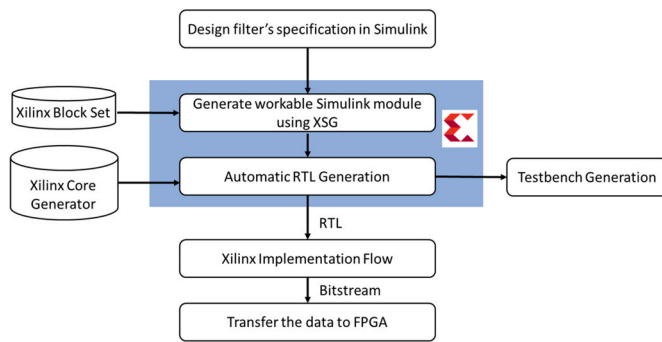 Design filter's specification in Simulink
Xilinx Block Set
Generate workable Simulink module
using XSG
Xilinx Core
Generator
Automatic RTL Generation
Testbench Generation
RTL
Xilinx Implementation Flow
Bitstream
Transfer the data to FPGA